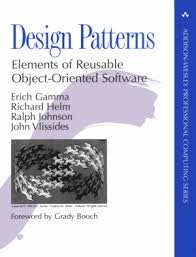 Design Patterns
Elements of Reusable
Object-Oriented Software
Erich Gamma
Richard Helm
Ralph Johnson
John Vlissides
Foreword by Grady Booch
ADDISON-WESLEY PROFESSIONAL COMPUTING SERIES